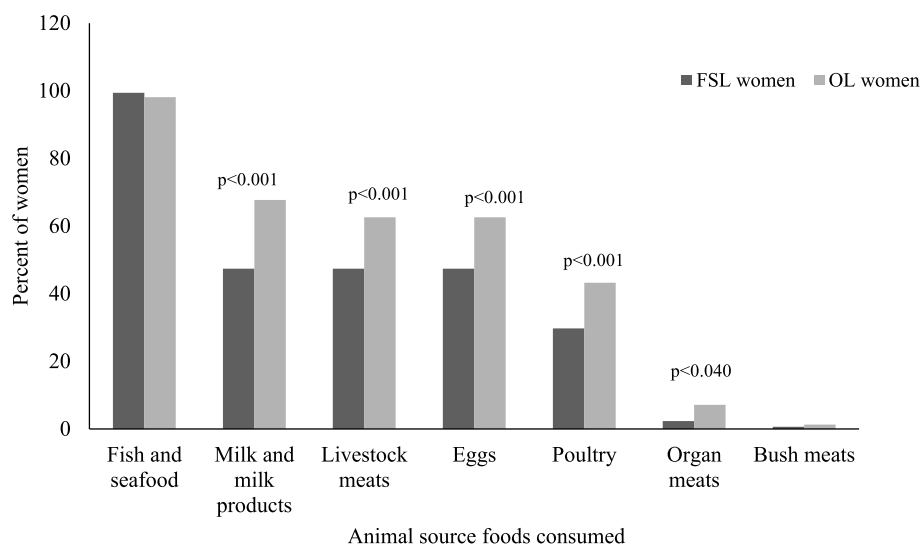 120
100
80
60
40
20
0
Percent of women
FSL women
OL women
p<0.001
p<0.001
p<0.001
p<0.001
p<0.040
Fish and
seafood
Milk and
milk
products
Livestock
meats
Eggs
Poultry
Organ
meats
Bush meats
Animal source foods consumed